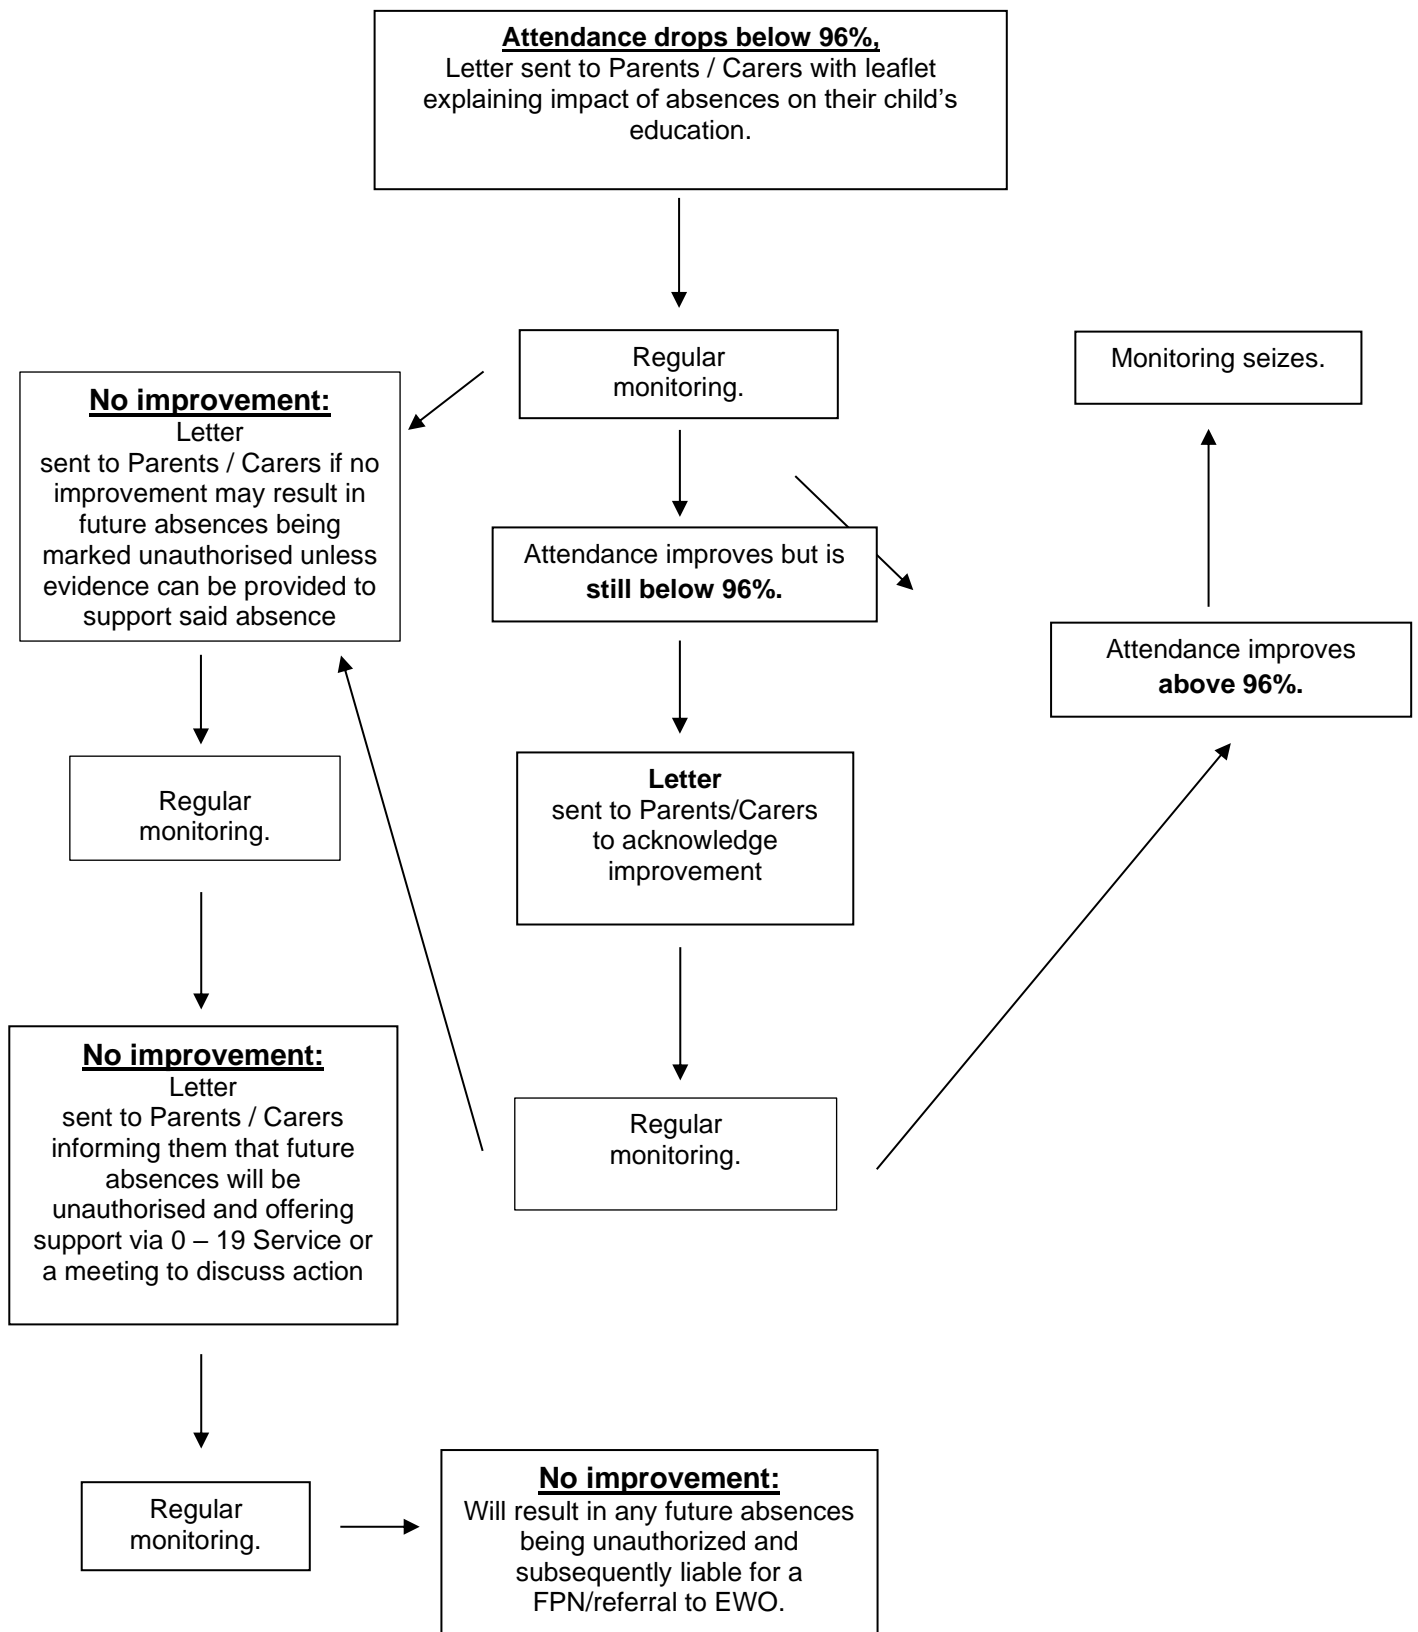 Attendance drops below 96%,
Letter sent to Parents / Carers with leaflet
explaining impact of absences on their child's
education.
Regular
monitoring.
Monitoring seizes.
No improvement:
Letter
sent to Parents / Carers if no
improvement may result in
future absences being
marked unauthorised unless
evidence can be provided to
support said absence
Attendance improves but is
still below 96%.
Attendance improves
above 96%.
Regular
monitoring.
Letter
sent to Parents/Carers
to acknowledge
improvement
No improvement:
Letter
sent to Parents / Carers
informing them that future
absences will be
unauthorised and offering
support via 0 – 19 Service or
a meeting to discuss action
Regular
monitoring.
Regular
monitoring.
No improvement:
Will result in any future absences
being unauthorized and
subsequently liable for a
FPN/referral to EWO.